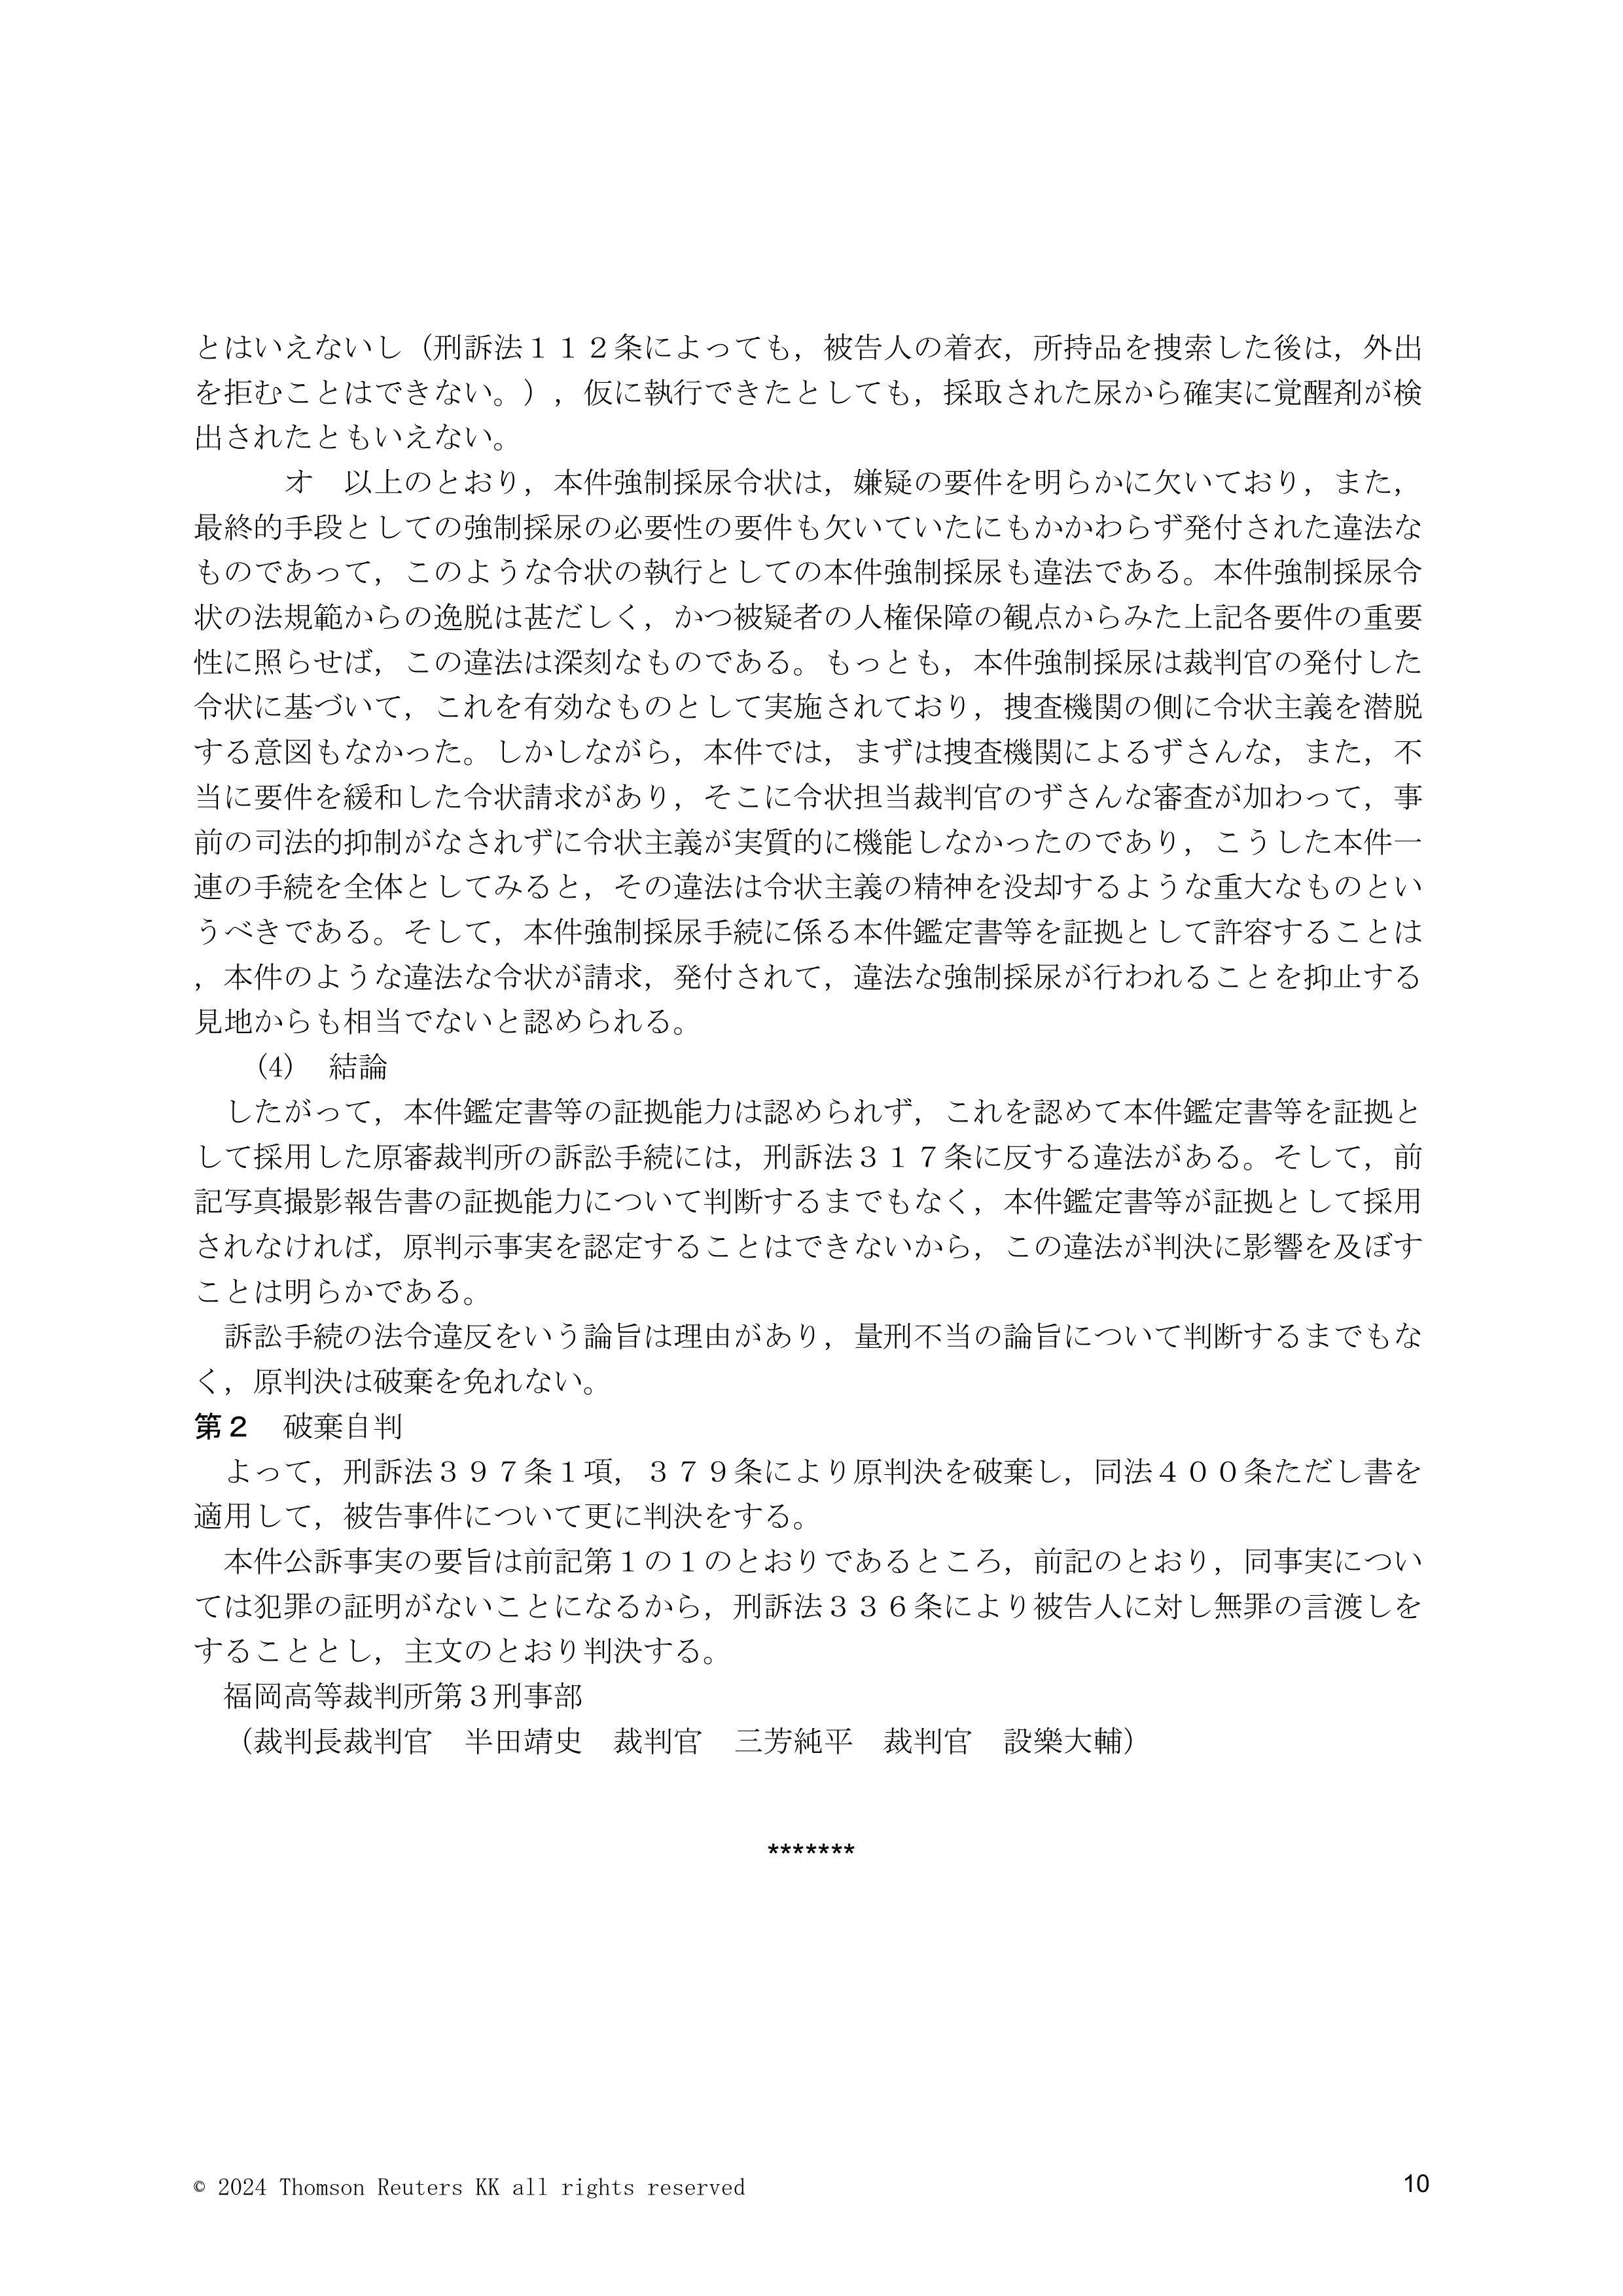 とはいえないし（刑訴法１１２条によっても，被告人の着衣，所持品を捜索した後は，外出
を拒むことはできない。），仮に執行できたとしても，採取された尿から確実に覚醒剤が検
出されたともいえない。
オ　以上のとおり，本件強制採尿令状は，嫌疑の要件を明らかに欠いており，また，
最終的手段としての強制採尿の必要性の要件も欠いていたにもかかわらず発付された違法な
ものであって，このような令状の執行としての本件強制採尿も違法である。本件強制採尿令
状の法規範からの逸脱は甚だしく，かつ被疑者の人権保障の観点からみた上記各要件の重要
性に照らせば，この違法は深刻なものである。もっとも，本件強制採尿は裁判官の発付した
令状に基づいて，これを有効なものとして実施されており，捜査機関の側に令状主義を潜脱
する意図もなかった。しかしながら，本件では，まずは捜査機関によるずさんな，また，不
当に要件を緩和した令状請求があり，そこに令状担当裁判官のずさんな審査が加わって，事
前の司法的抑制がなされずに令状主義が実質的に機能しなかったのであり，こうした本件一
連の手続を全体としてみると，その違法は令状主義の精神を没却するような重大なものとい
うべきである。そして，本件強制採尿手続に係る本件鑑定書等を証拠として許容することは
，本件のような違法な令状が請求，発付されて，違法な強制採尿が行われることを抑止する
見地からも相当でないと認められる。
(4)　結論
したがって，本件鑑定書等の証拠能力は認められず，これを認めて本件鑑定書等を証拠と
して採用した原審裁判所の訴訟手続には，刑訴法３１７条に反する違法がある。そして，前
記写真撮影報告書の証拠能力について判断するまでもなく，本件鑑定書等が証拠として採用
されなければ，原判示事実を認定することはできないから，この違法が判決に影響を及ぼす
ことは明らかである。
訴訟手続の法令違反をいう論旨は理由があり，量刑不当の論旨について判断するまでもな
く，原判決は破棄を免れない。
第２　破棄自判
よって，刑訴法３９７条１項，３７９条により原判決を破棄し，同法４００条ただし書を
適用して，被告事件について更に判決をする。
本件公訴事実の要旨は前記第１の１のとおりであるところ，前記のとおり，同事実につい
ては犯罪の証明がないことになるから，刑訴法３３６条により被告人に対し無罪の言渡しを
することとし，主文のとおり判決する。
福岡高等裁判所第３刑事部
（裁判長裁判官　半田靖史　裁判官　三芳純平　裁判官　設樂大輔）
*******
© 2024 Thomson Reuters KK all rights reserved
10